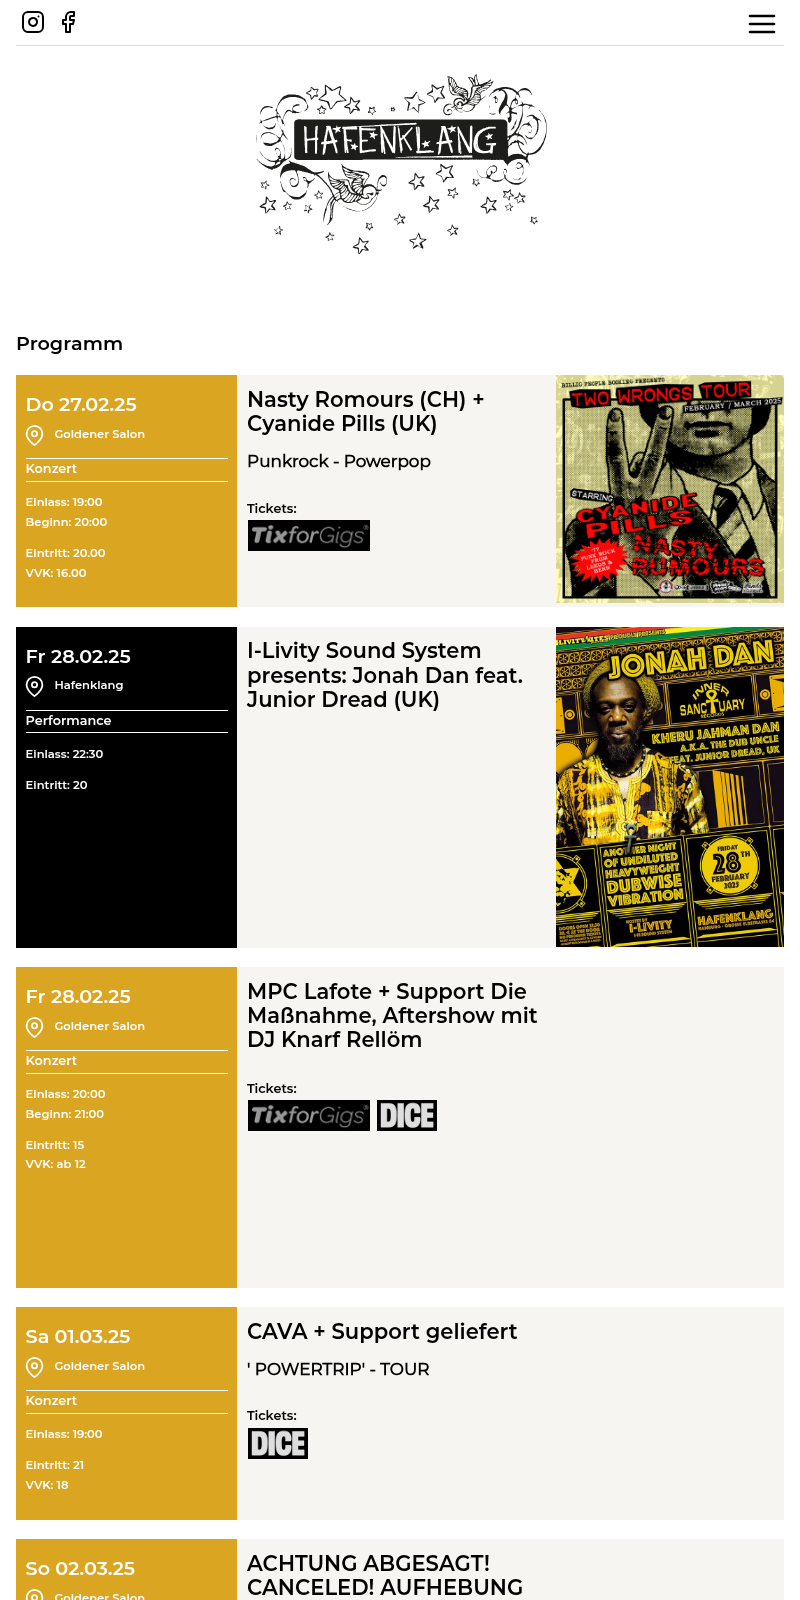 HAFENKLANG
Programm
Do 27.02.25
Goldener Salon
Konzert
Einlass: 19:00
Beginn: 20:00
Eintritt: 20.00
VVK: 16.00
Nasty Romours (CH) +
Cyanide Pills (UK)
Punkrock - Powerpop
Tickets:
TixforGigs
TWO WRONGS TOUR
FEBRUARY / MARCH 2025
STARRING
CYANIDE
PILLS
'77
PUNK ROCK
FROM
LEEDS &
BERN
NASTY
RUMOURS
Fr 28.02.25
Hafenklang
Performance
Einlass: 22:30
Eintritt: 20
I-Livity Sound System
presents: Jonah Dan feat.
Junior Dread (UK)
JONAH DAN
INNER
SANCTUARY
RECORDS
KHERU JAHMAN DAN
A.K.A. THE DUB UNCLE
FEAT. JUNIOR DREAD, UK
ANOTHER NIGHT
OF UNDILUTED
HEAVYWEIGHT
DUBWISE
VIBRATION
HOSTED BY
I-LIVITY
FRIDAY
28TH
FEBRUARY
2025
HAFENKLANG
Fr 28.02.25
Goldener Salon
Konzert
Einlass: 20:00
Beginn: 21:00
Eintritt: 15
VVK: ab 12
MPC Lafote + Support Die
Maßnahme, Aftershow mit
DJ Knarf Rellöm
Tickets:
TixforGigs DICE
Sa 01.03.25
Goldener Salon
Konzert
Einlass: 19:00
Eintritt: 21
VVK: 18
CAVA + Support geliefert
' POWERTRIP' - TOUR
Tickets:
DICE
So 02.03.25
Goldener Salon
ACHTUNG ABGESAGT!
CANCELED! AUFHEBUNG